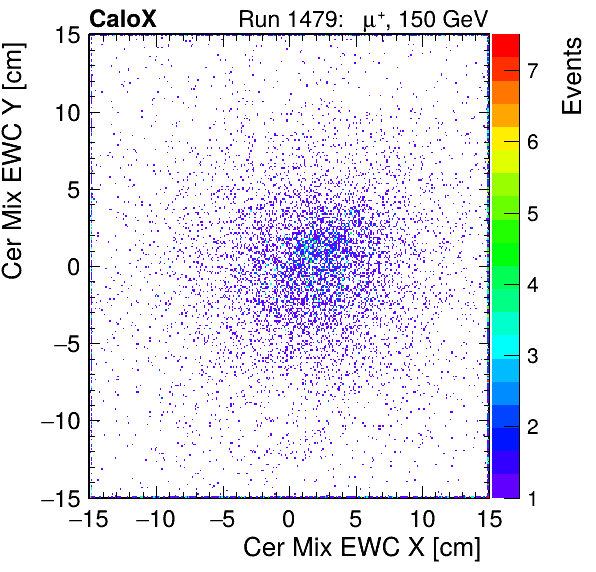 CaloX Run 1479: μ⁺, 150 GeV
Cer Mix EWC Y [cm]
15
10
5
0
−5
−10
−15
−15 −10 −5 0 5 10 15
Cer Mix EWC X [cm]
Events
7
6
5
4
3
2
1